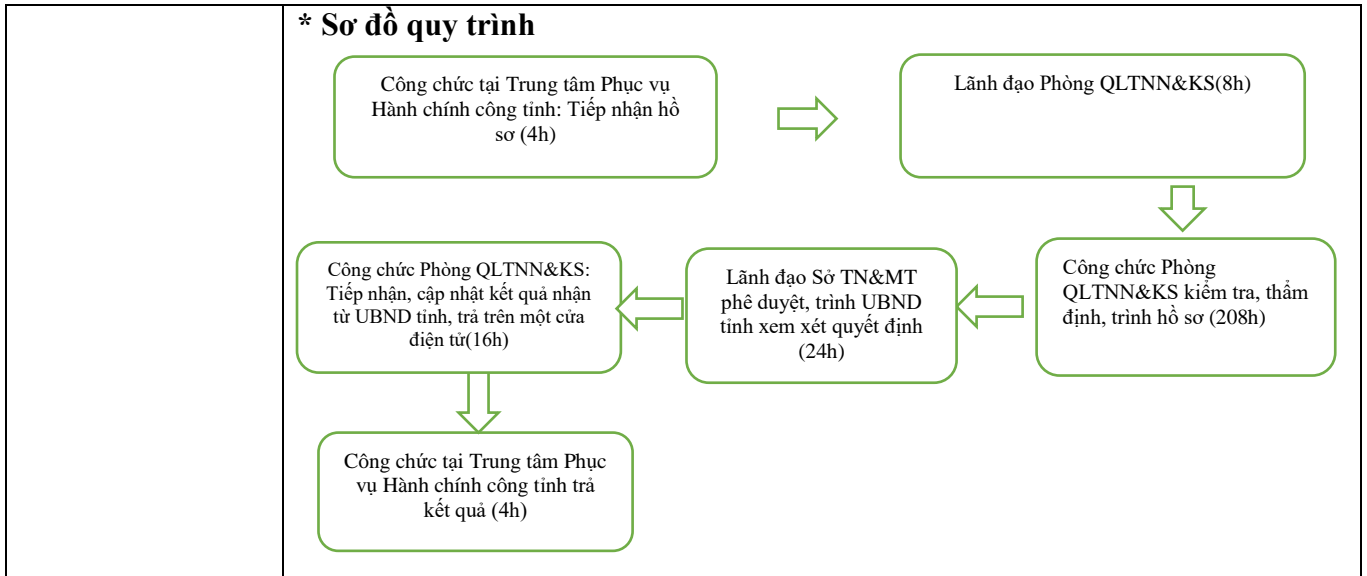 * Sơ đồ quy trình
Công chức tại Trung tâm Phục vụ
Hành chính công tỉnh: Tiếp nhận hồ
sơ (4h)
Lãnh đạo Phòng QLTNN&KS(8h)
Công chức Phòng
QLTNN&KS kiểm tra, thẩm
định, trình hồ sơ (208h)
Lãnh đạo Sở TN&MT
phê duyệt, trình UBND
tỉnh xem xét quyết định
(24h)
Công chức Phòng QLTNN&KS:
Tiếp nhận, cập nhật kết quả nhận
từ UBND tỉnh, trả trên một cửa
điện tử(16h)
Công chức tại Trung tâm Phục
vụ Hành chính công tỉnh trả
kết quả (4h)